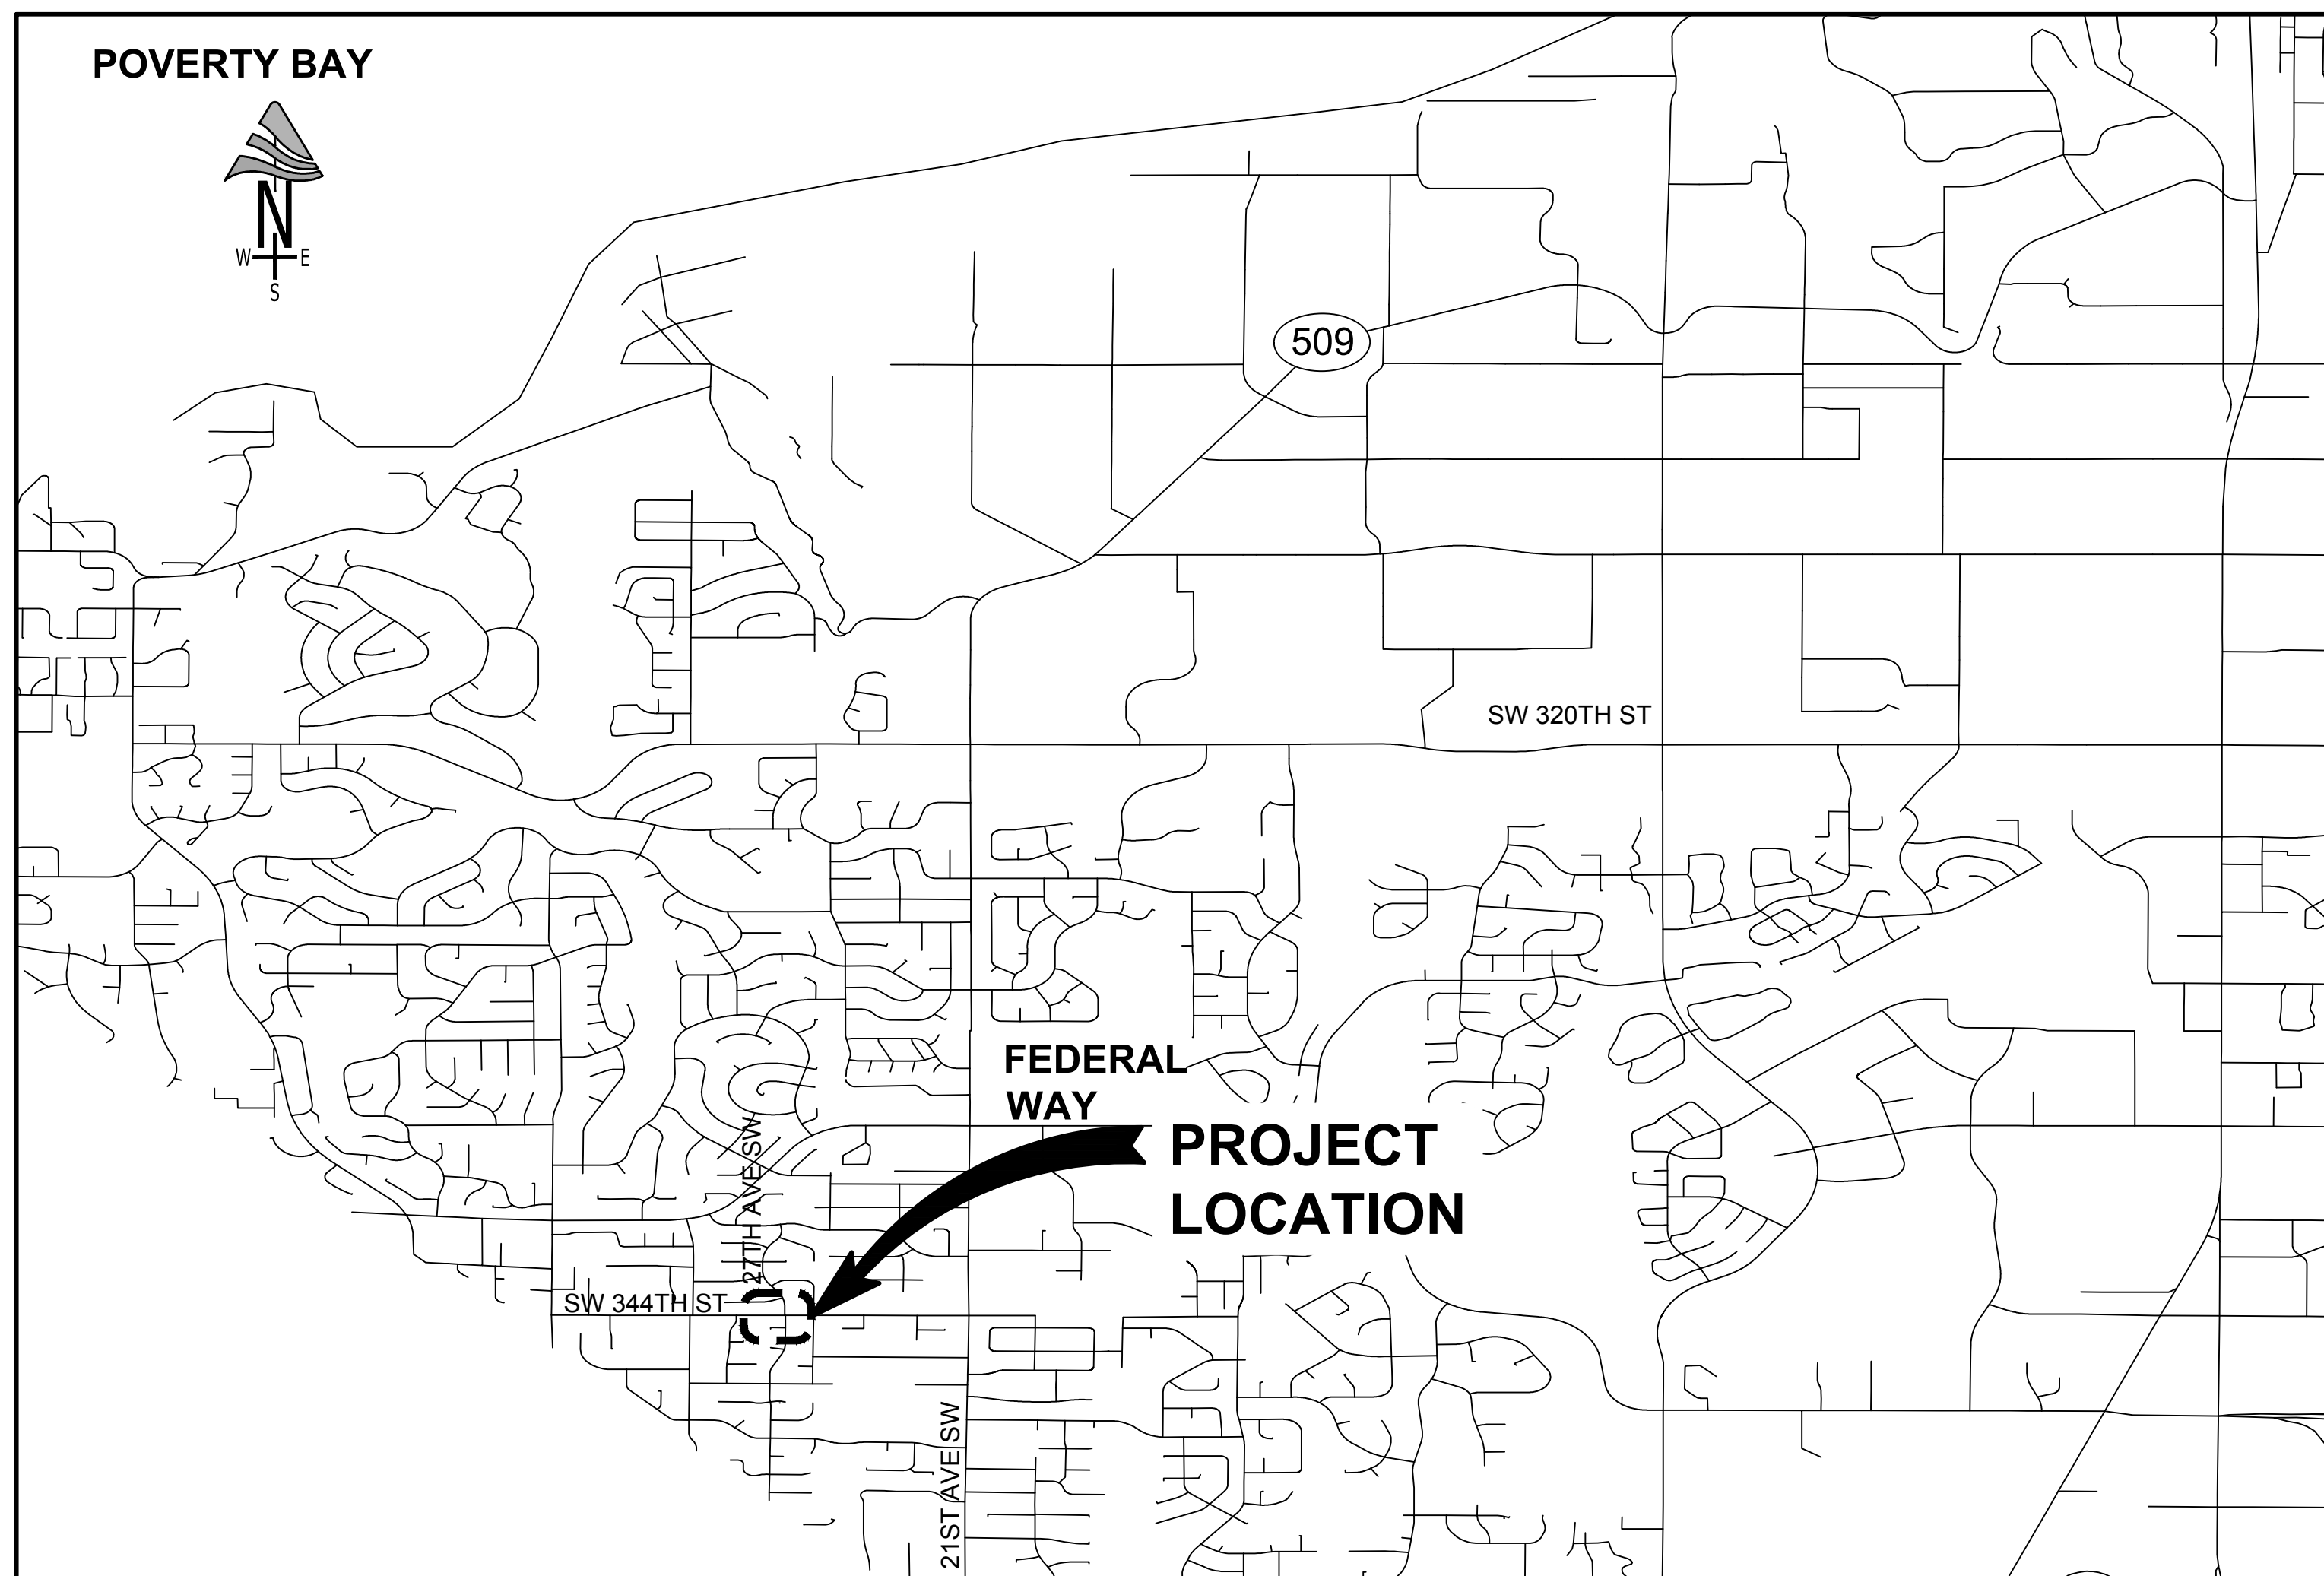 POVERTY BAY
N
W E
S
509
SW 320TH ST
FEDERAL
WAY
PROJECT
LOCATION
27TH AVE SW
SW 344TH ST
21ST AVE SW